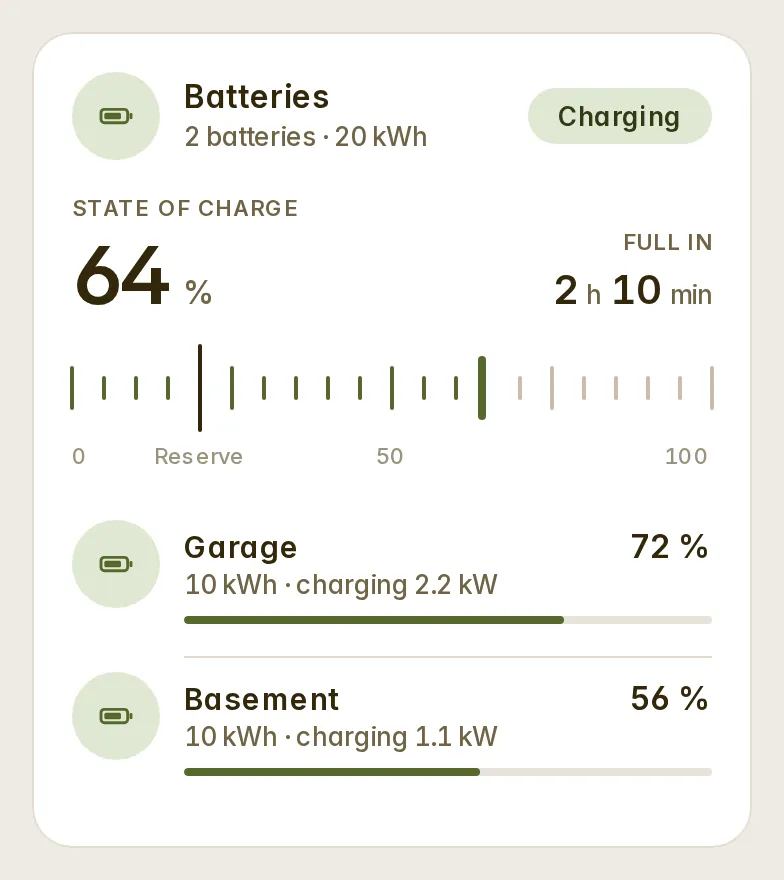 Batteries
2 batteries · 20 kWh
Charging
STATE OF CHARGE
64 %
FULL IN
2 h 10 min
0 Reserve 50 100
Garage
72 %
10 kWh · charging 2.2 kW
Basement
56 %
10 kWh · charging 1.1 kW